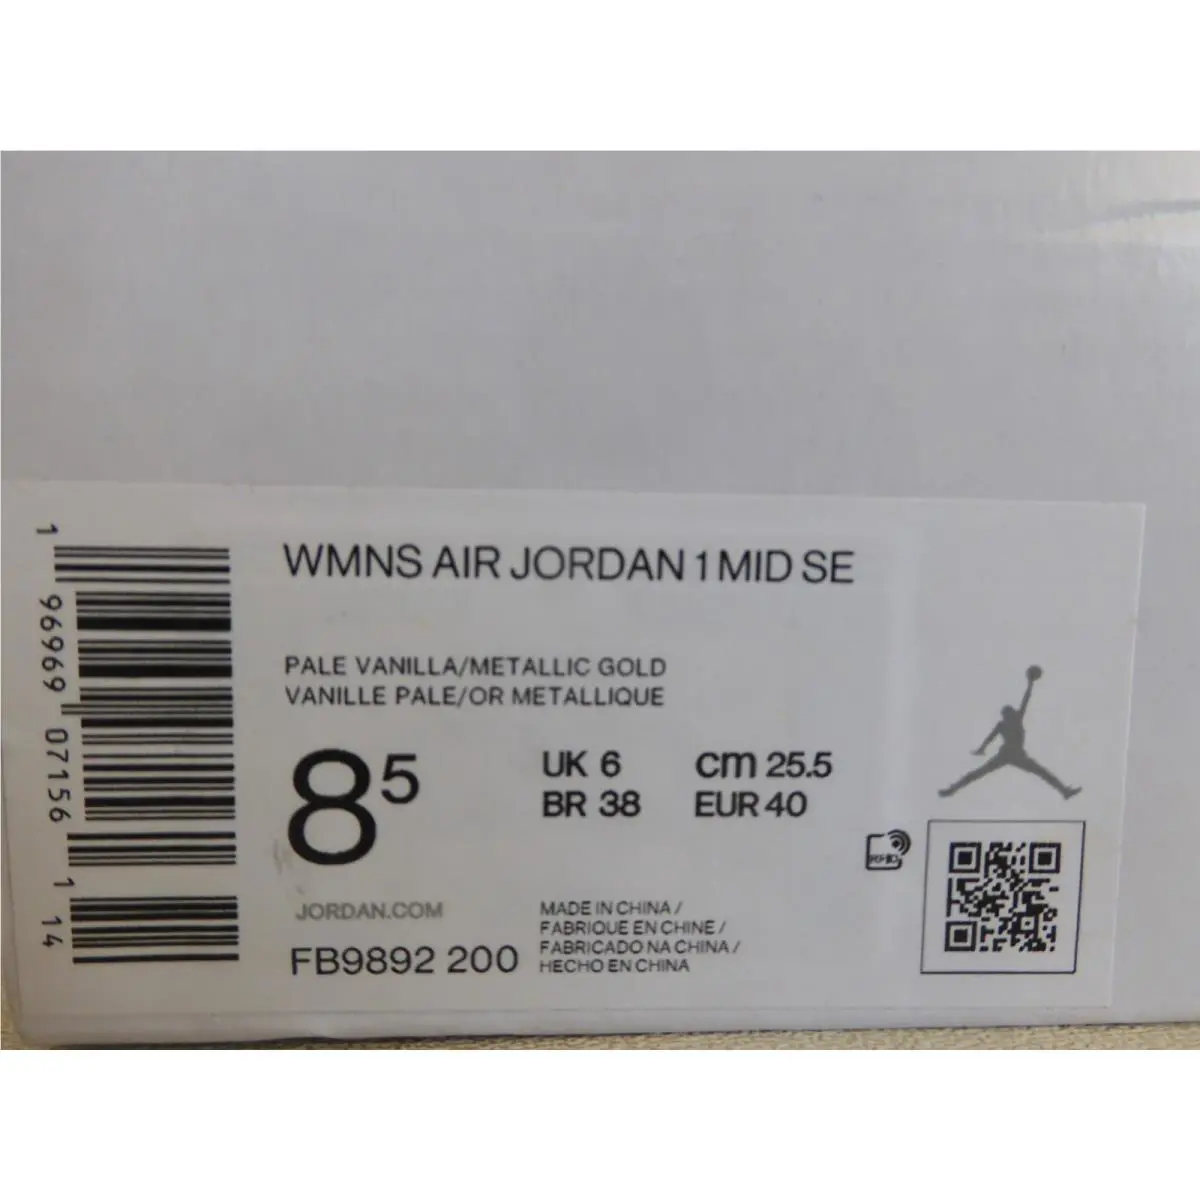 WMNS AIR JORDAN 1 MID SE
PALE VANILLA/METALLIC GOLD
VANILLE PALE/OR METALLIQUE
8 5
UK 6
CM 25.5
BR 38
EUR 40
RFID
JORDAN.COM
FB9892 200
MADE IN CHINA /
FABRIQUE EN CHINE /
FABRICADO NA CHINA /
HECHO EN CHINA
1 96969 07156 1 14